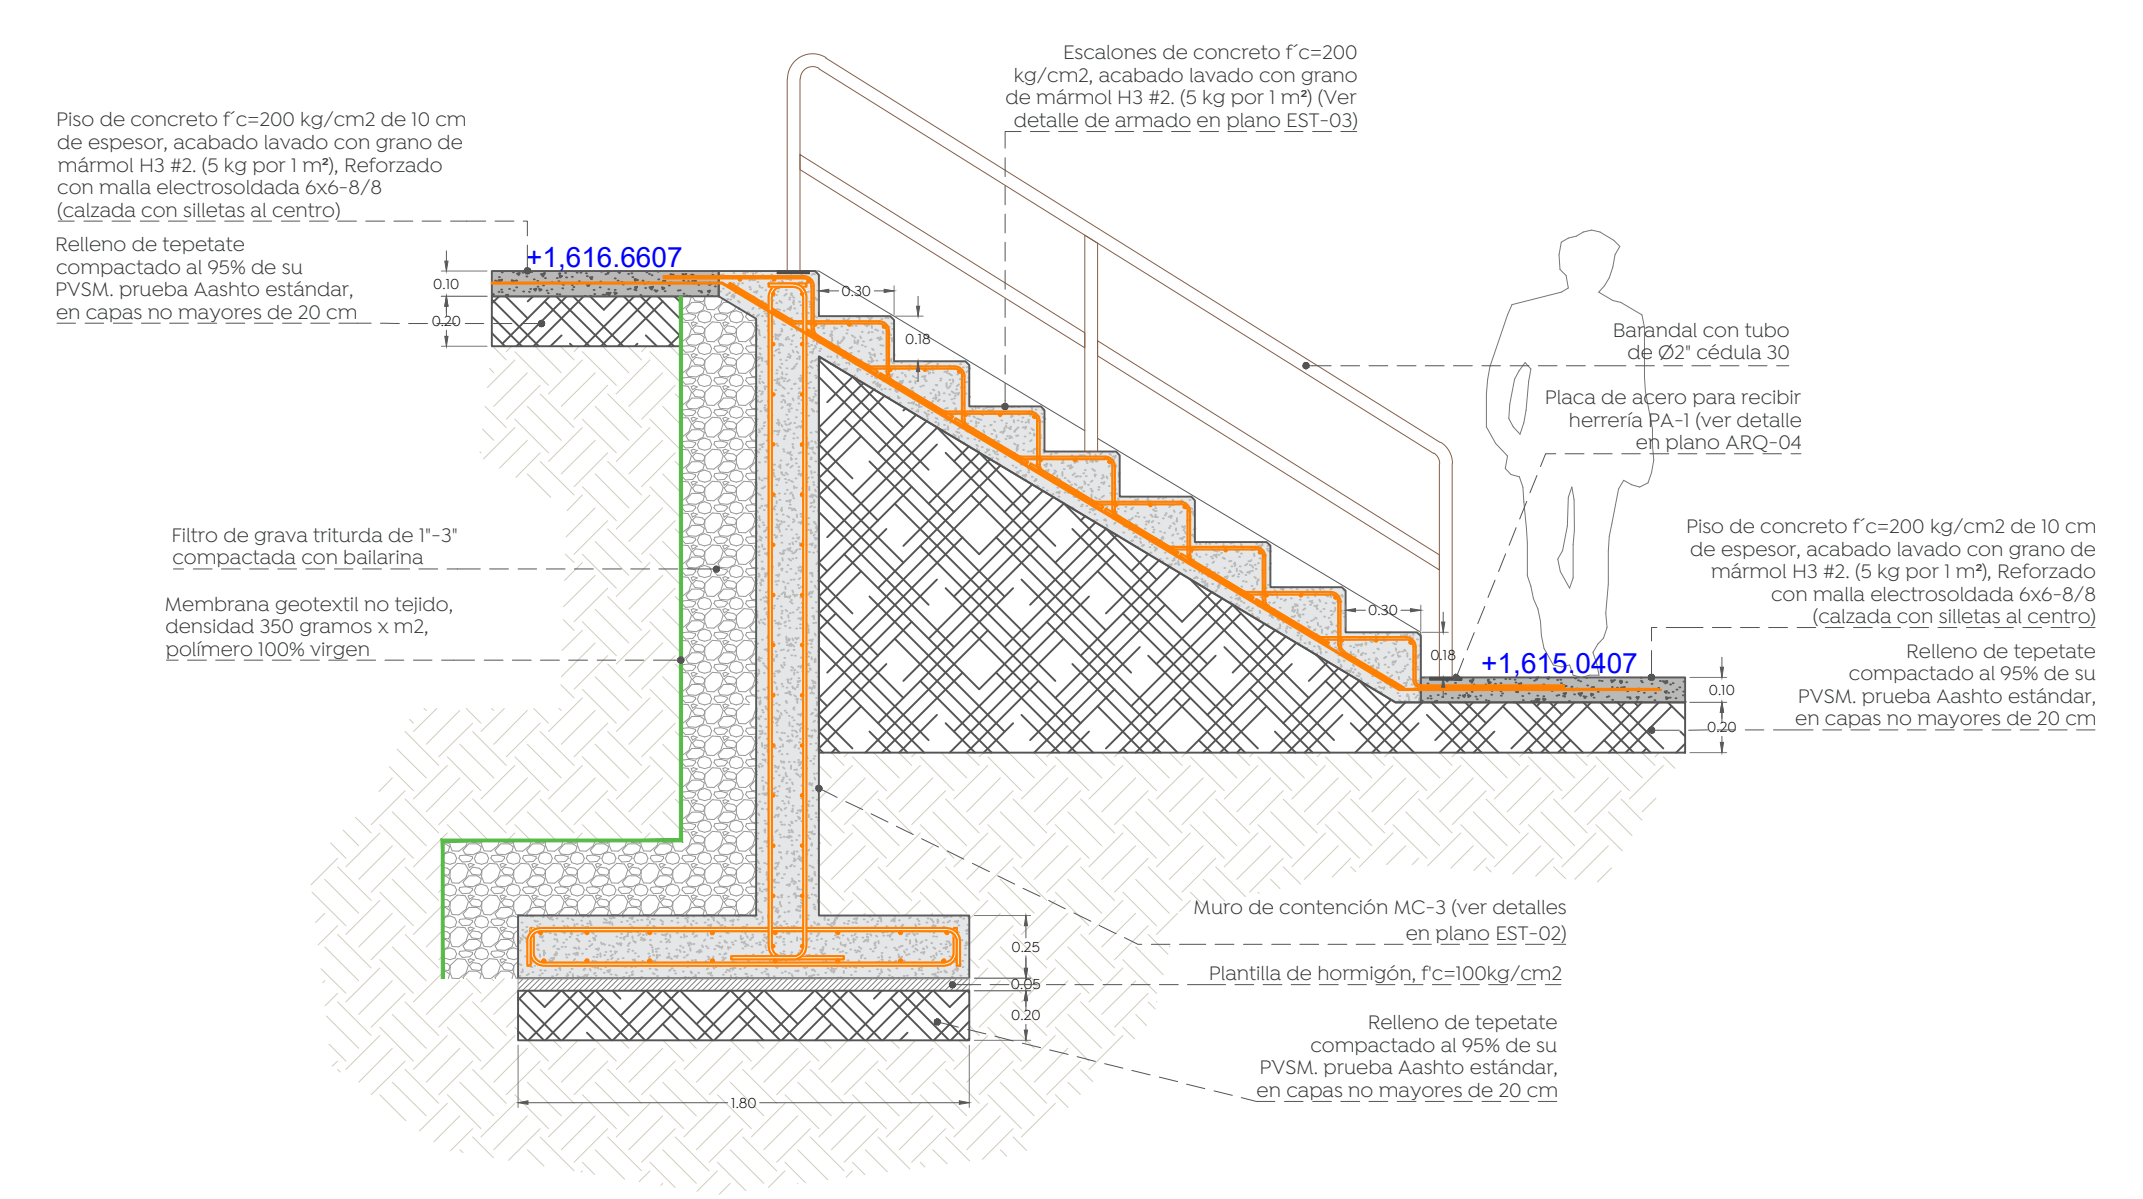 Escalones de concreto f´c=200
kg/cm2, acabado lavado con grano
de mármol H3 #2. (5 kg por 1 m²) (Ver
detalle de armado en plano EST-03)
Piso de concreto f´c=200 kg/cm2 de 10 cm
de espesor, acabado lavado con grano de
mármol H3 #2. (5 kg por 1 m²), Reforzado
con malla electrosoldada 6x6-8/8
(calzada con silletas al centro)
Relleno de tepetate
compactado al 95% de su
PVSM. prueba Aashto estándar,
en capas no mayores de 20 cm
+1,616.6607
0.10
0.20
0.30
0.18
Barandal con tubo
de Ø2" cédula 30
Placa de acero para recibir
herrería PA-1 (ver detalle
en plano ARQ-04
Filtro de grava triturda de 1"-3"
compactada con bailarina
Membrana geotextil no tejido,
densidad 350 gramos x m2,
polímero 100% virgen
Piso de concreto f´c=200 kg/cm2 de 10 cm
de espesor, acabado lavado con grano de
mármol H3 #2. (5 kg por 1 m²), Reforzado
con malla electrosoldada 6x6-8/8
(calzada con silletas al centro)
0.30
0.18
+1,615.0407
Relleno de tepetate
compactado al 95% de su
PVSM. prueba Aashto estándar,
en capas no mayores de 20 cm
0.10
0.20
Muro de contención MC-3 (ver detalles
en plano EST-02)
0.25
Plantilla de hormigón, f'c=100kg/cm2
0.05
0.20
Relleno de tepetate
compactado al 95% de su
PVSM. prueba Aashto estándar,
en capas no mayores de 20 cm
1.80